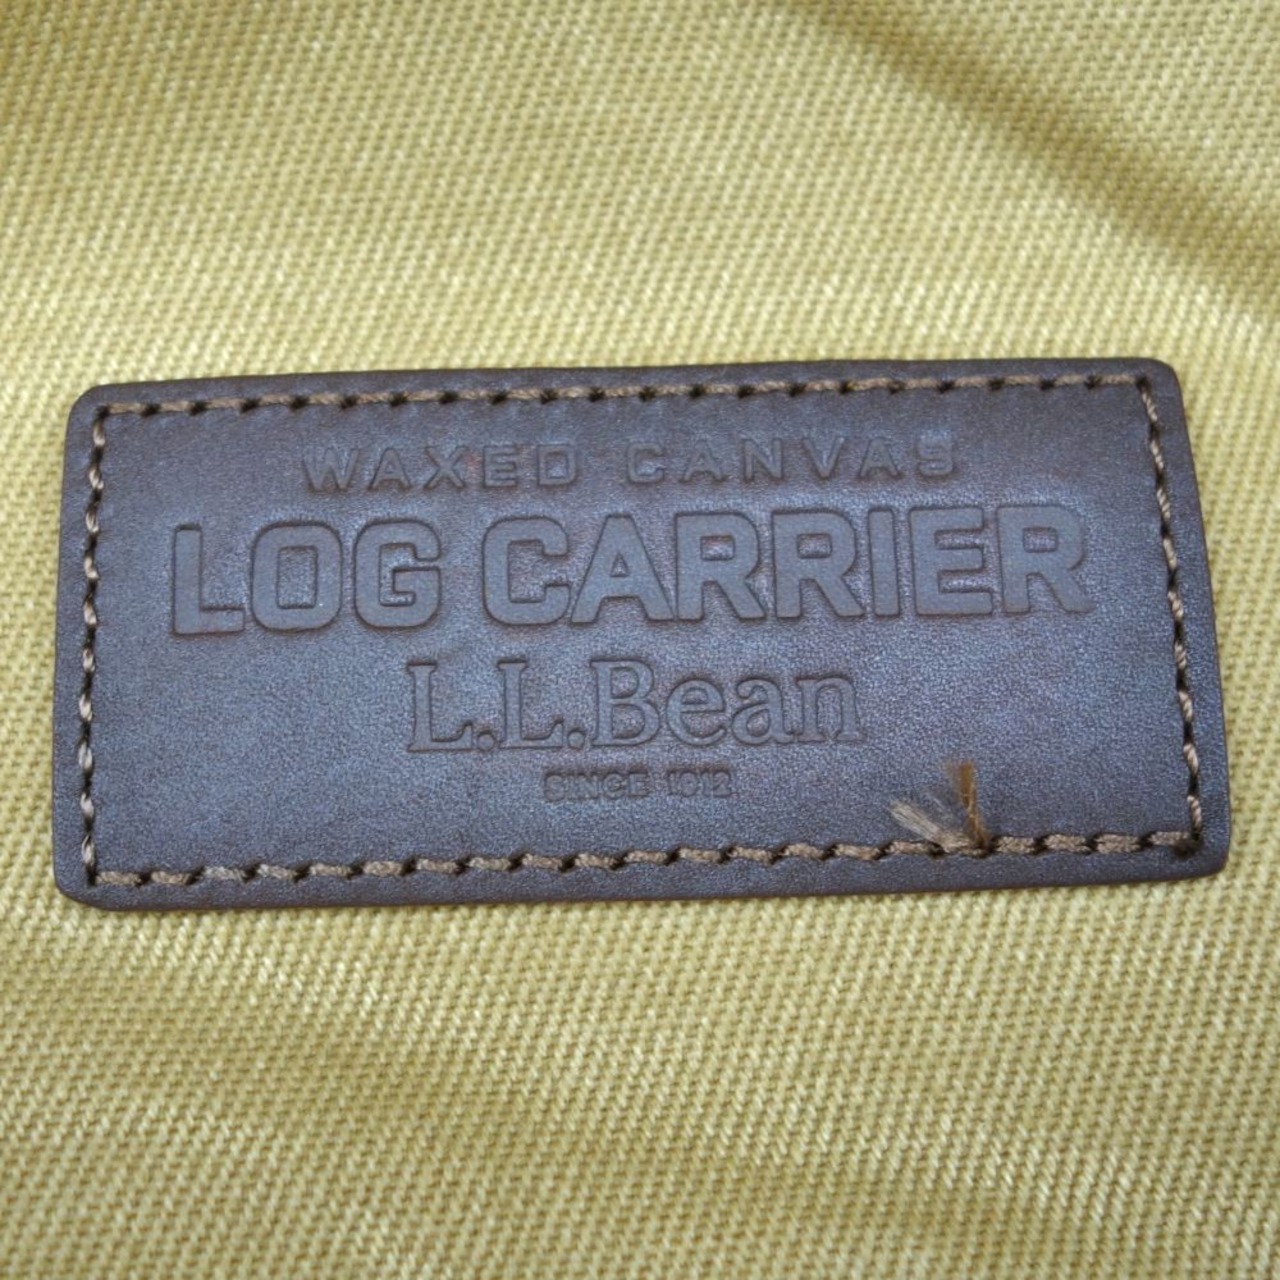 WAXED CANVAS
LOG CARRIER
L.L.Bean
SINCE 1912